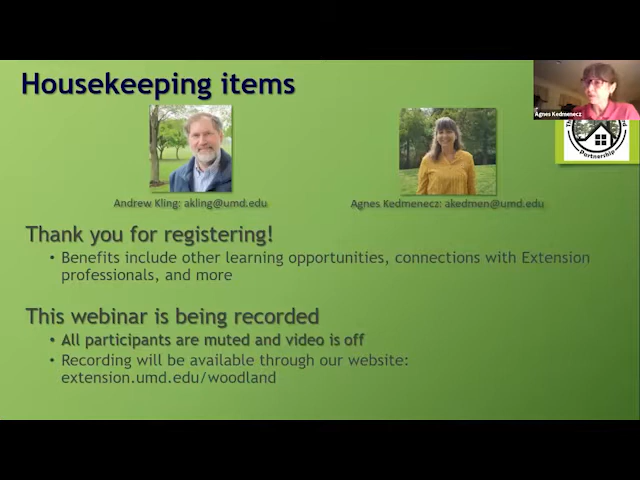 Housekeeping items
Agnes Kedmenecz
Partnership
Andrew Kling: akling@umd.edu
Agnes Kedmenecz: akedmen@umd.edu
Thank you for registering!
• Benefits include other learning opportunities, connections with Extension
professionals, and more
This webinar is being recorded
• All participants are muted and video is off
• Recording will be available through our website:
extension.umd.edu/woodland